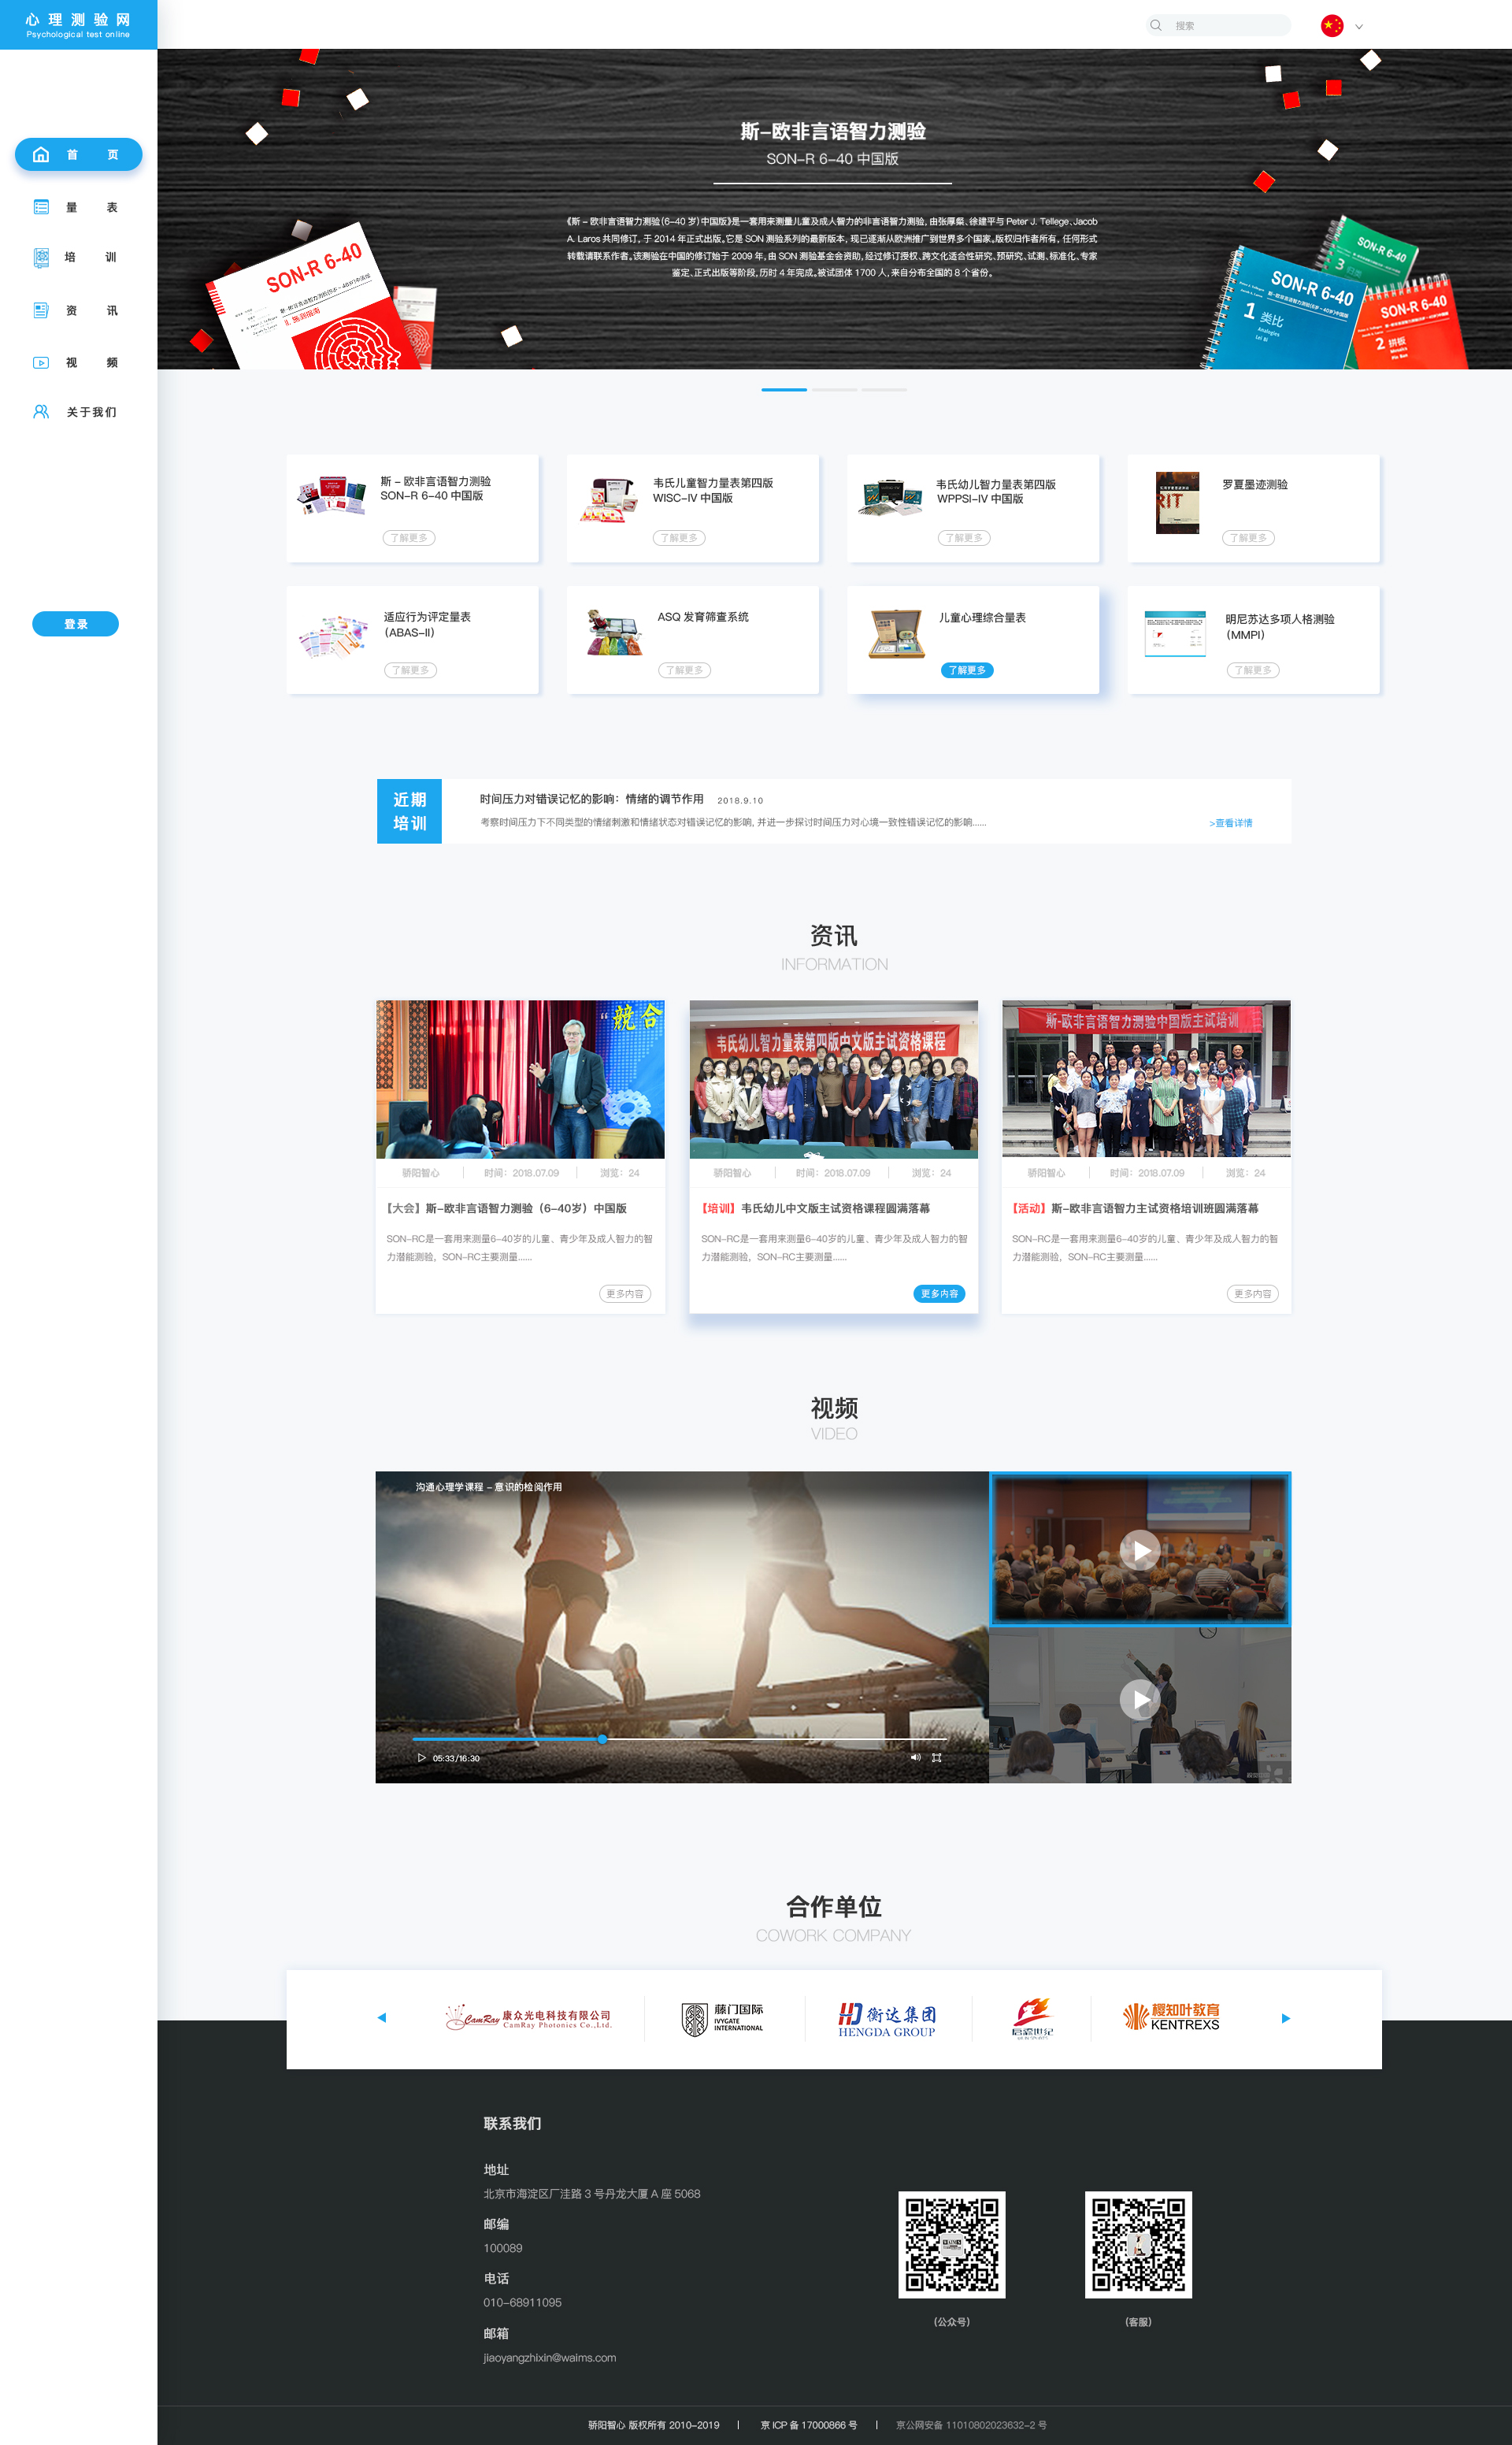 心理测验网
Psychological test online
搜索
首 页
量 表
培 训
资 讯
视 频
关于我们
登录
斯-欧非言语智力测验
SON-R 6-40 中国版
《斯 - 欧非言语智力测验(6-40 岁)中国版》是一套用来测量儿童及成人智力的非言语智力测验, 由张厚粲、徐建平与 Peter J. Tellege、Jacob
A. Laros 共同修订, 于 2014 年正式出版。它是 SON 测验系列的最新版本, 现已逐渐从欧洲推广到世界多个国家。版权归作者所有, 任何形式
转载请联系作者。该测验在中国的修订始于 2009 年, 由 SON 测验基金会资助, 经过修订授权、跨文化适合性研究、预研究、试测、标准化、专家
鉴定、正式出版等阶段, 历时 4 年完成。被试团体 1700 人, 来自分布全国的 8 个省份。
SON-R 6-40
SON-R 6-40
3 归类
SON-R 6-40
1 类比
Analogies
Lei Bi
SON-R 6-40
2 拼板
斯 - 欧非言语智力测验
SON-R 6-40 中国版
了解更多
韦氏儿童智力量表第四版
WISC-IV 中国版
了解更多
韦氏幼儿智力量表第四版
WPPSI-IV 中国版
了解更多
罗夏墨迹测验
了解更多
适应行为评定量表
(ABAS-II)
了解更多
ASQ 发育筛查系统
了解更多
儿童心理综合量表
了解更多
明尼苏达多项人格测验
(MMPI)
了解更多
近期
培训
时间压力对错误记忆的影响：情绪的调节作用 2018.9.10
考察时间压力下不同类型的情绪刺激和情绪状态对错误记忆的影响, 并进一步探讨时间压力对心境一致性错误记忆的影响......
>查看详情
资讯
INFORMATION
“競合
韦氏幼儿智力量表第四版中文版主试资格课程
斯-欧非言语智力测验中国版主试培训
骄阳智心 时间：2018.07.09 浏览：24
骄阳智心 时间：2018.07.09 浏览：24
骄阳智心 时间：2018.07.09 浏览：24
【大会】斯-欧非言语智力测验（6-40岁）中国版
SON-RC是一套用来测量6-40岁的儿童、青少年及成人智力的智
力潜能测验，SON-RC主要测量......
更多内容
【培训】韦氏幼儿中文版主试资格课程圆满落幕
SON-RC是一套用来测量6-40岁的儿童、青少年及成人智力的智
力潜能测验，SON-RC主要测量......
更多内容
【活动】斯-欧非言语智力主试资格培训班圆满落幕
SON-RC是一套用来测量6-40岁的儿童、青少年及成人智力的智
力潜能测验，SON-RC主要测量......
更多内容
视频
VIDEO
沟通心理学课程 - 意识的检阅作用
05:33/16:30
合作单位
COWORK COMPANY
CamRay 康众光电科技有限公司
CamRay Photonics Co.,Ltd.
藤门国际
IVYGATE
INTERNATIONAL
衡达集团
HENGDA GROUP
樱知叶教育
KENTREXS
联系我们
地址
北京市海淀区厂洼路 3 号丹龙大厦 A 座 5068
邮编
100089
电话
010-68911095
邮箱
jiaoyangzhixin@waims.com
(公众号)
(客服)
骄阳智心 版权所有 2010-2019 | 京 ICP 备 17000866 号 | 京公网安备 11010802023632-2 号